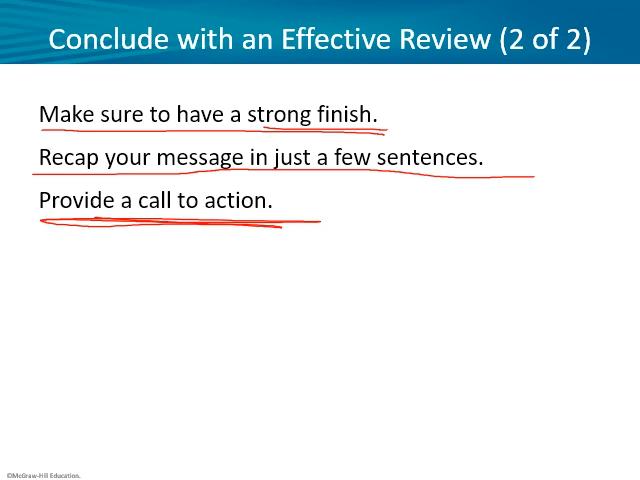 Conclude with an Effective Review (2 of 2)
Make sure to have a strong finish.
Recap your message in just a few sentences.
Provide a call to action.
©McGraw-Hill Education.